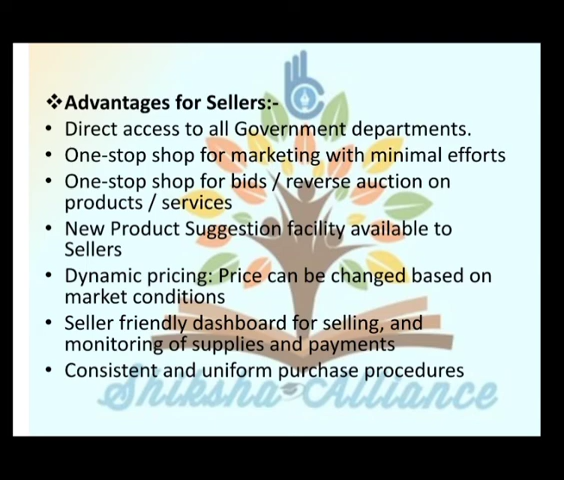 ❖Advantages for Sellers:-
• Direct access to all Government departments.
• One-stop shop for marketing with minimal efforts
• One-stop shop for bids / reverse auction on
products / services
• New Product Suggestion facility available to
Sellers
• Dynamic pricing: Price can be changed based on
market conditions
• Seller friendly dashboard for selling, and
monitoring of supplies and payments
• Consistent and uniform purchase procedures
Shiksha Alliance